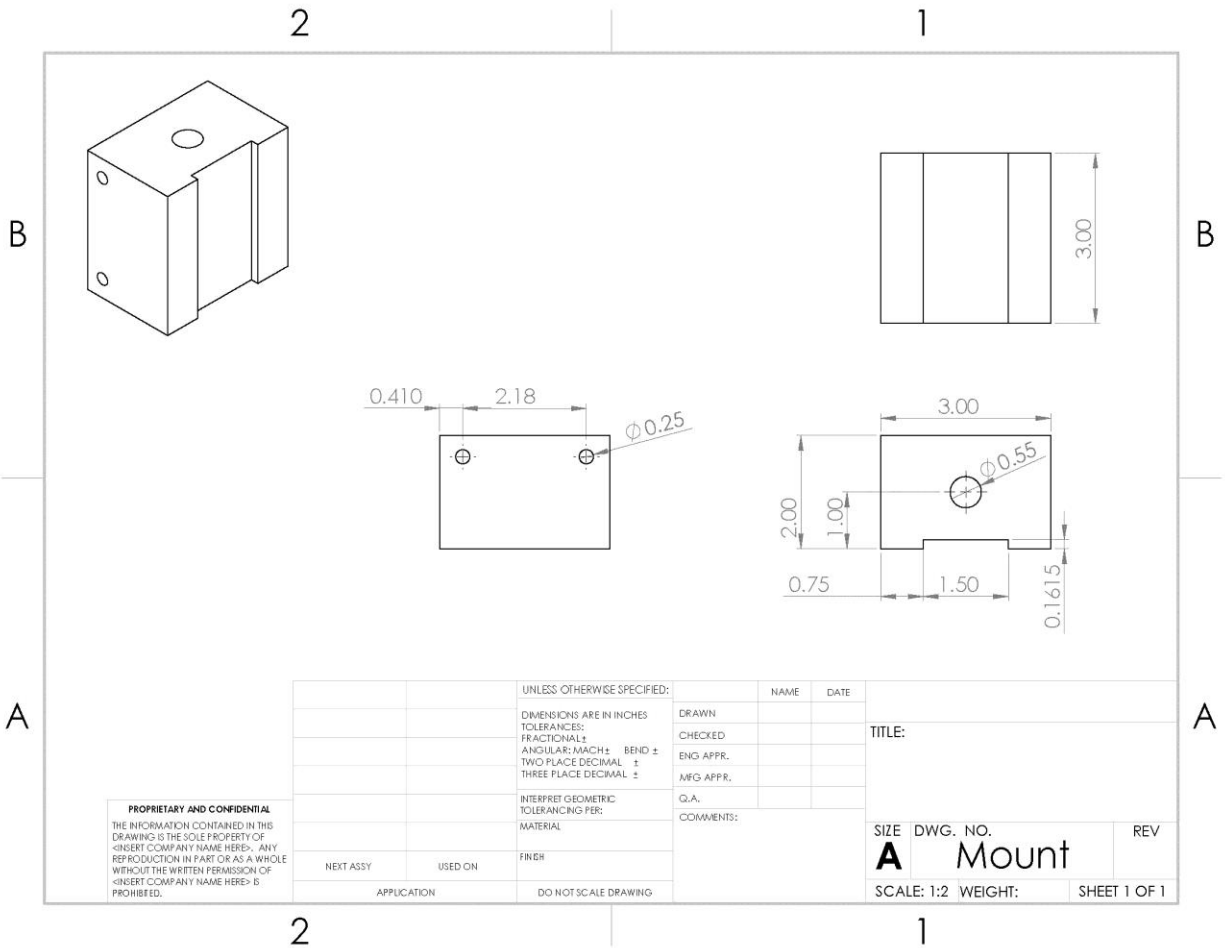 2
1
B
B
3.00
0.410
2.18
⌀0.25
3.00
⌀0.55
2.00
1.00
0.75
1.50
0.1615
A
A
UNLESS OTHERWISE SPECIFIED:
DIMENSIONS ARE IN INCHES
TOLERANCES:
FRACTIONAL±
ANGULAR: MACH± BEND ±
TWO PLACE DECIMAL ±
THREE PLACE DECIMAL ±
INTERPRET GEOMETRIC
TOLERANCING PER:
MATERIAL
FINISH
DO NOT SCALE DRAWING
NAME DATE
DRAWN
CHECKED
ENG APPR.
MFG APPR.
Q.A.
COMMENTS:
TITLE:
SIZE DWG. NO. REV
A Mount
SCALE: 1:2 WEIGHT: SHEET 1 OF 1
PROPRIETARY AND CONFIDENTIAL
THE INFORMATION CONTAINED IN THIS
DRAWING IS THE SOLE PROPERTY OF
<INSERT COMPANY NAME HERE>. ANY
REPRODUCTION IN PART OR AS A WHOLE
WITHOUT THE WRITTEN PERMISSION OF
<INSERT COMPANY NAME HERE> IS
PROHIBITED.
NEXT ASSY USED ON
APPLICATION
2
1